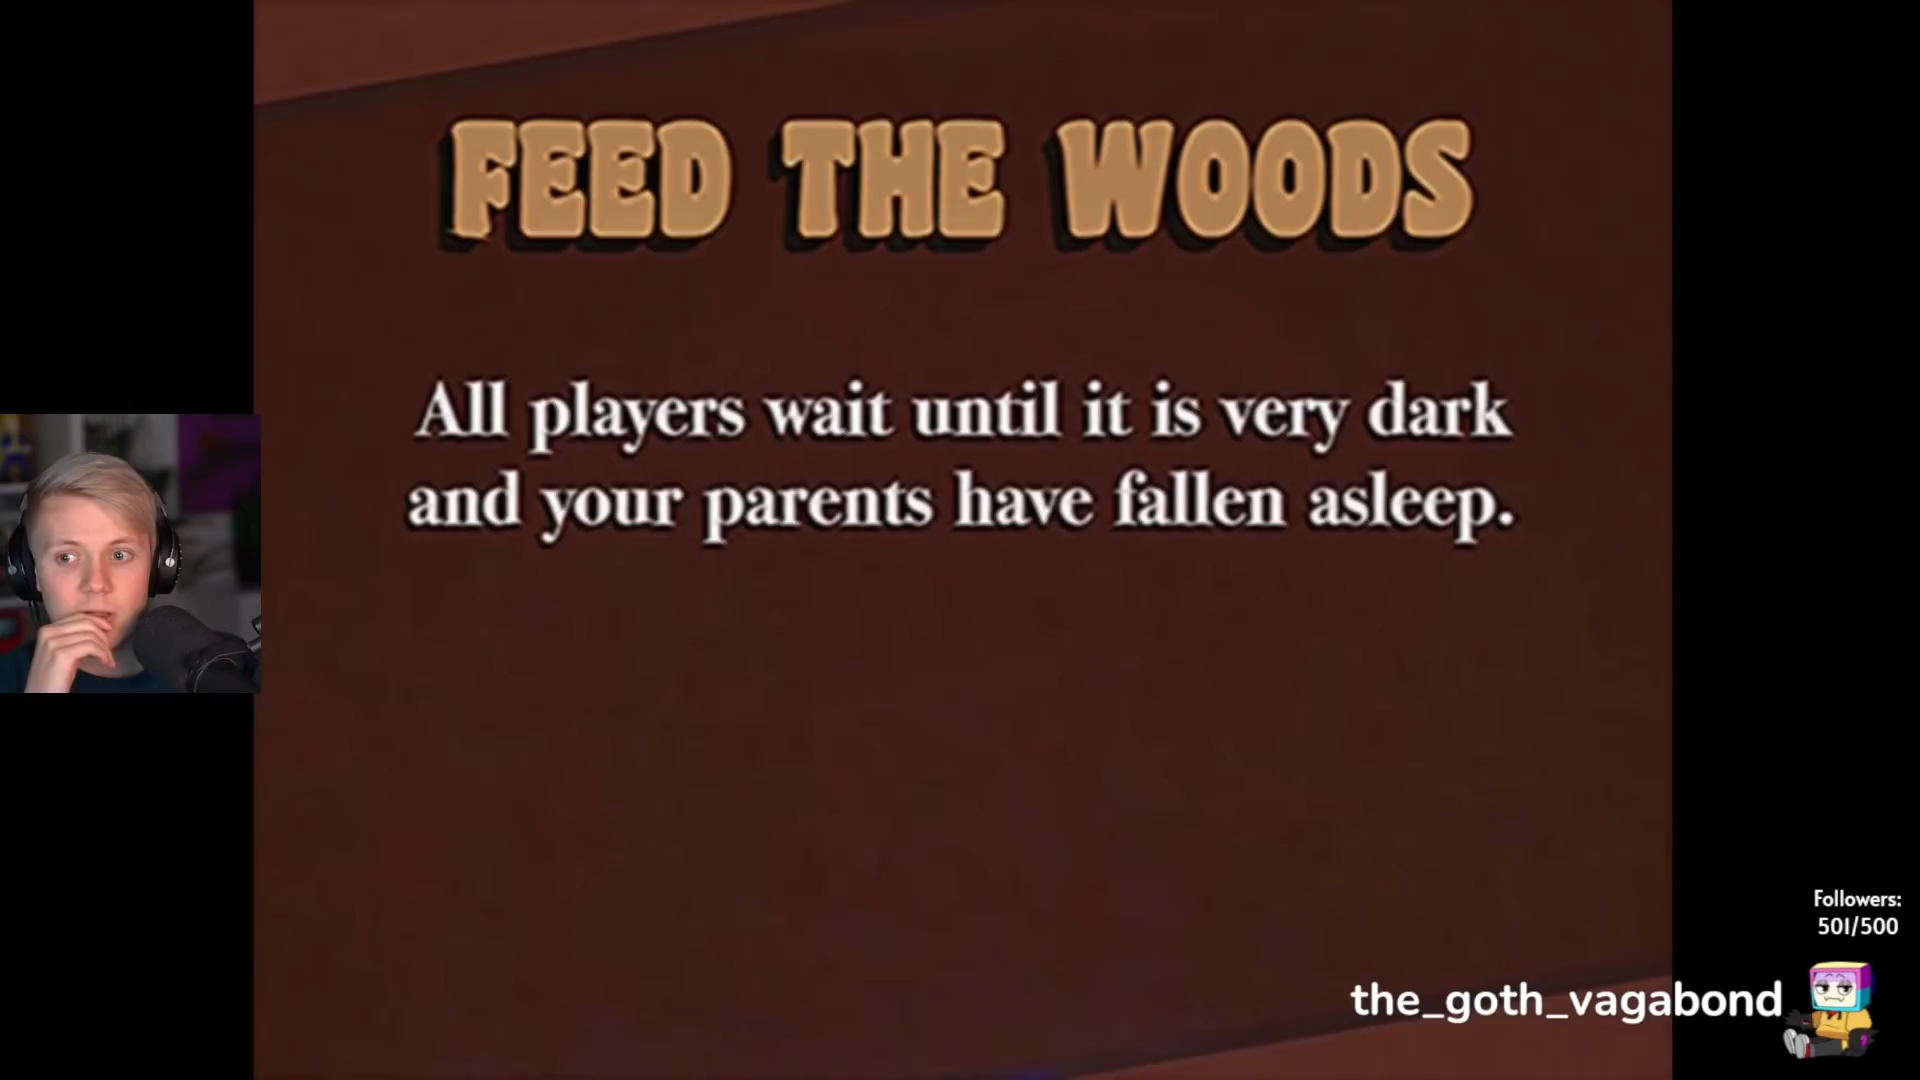 FEED THE WOODS
All players wait until it is very dark
and your parents have fallen asleep.
Followers:
501/500
the_goth_vagabond